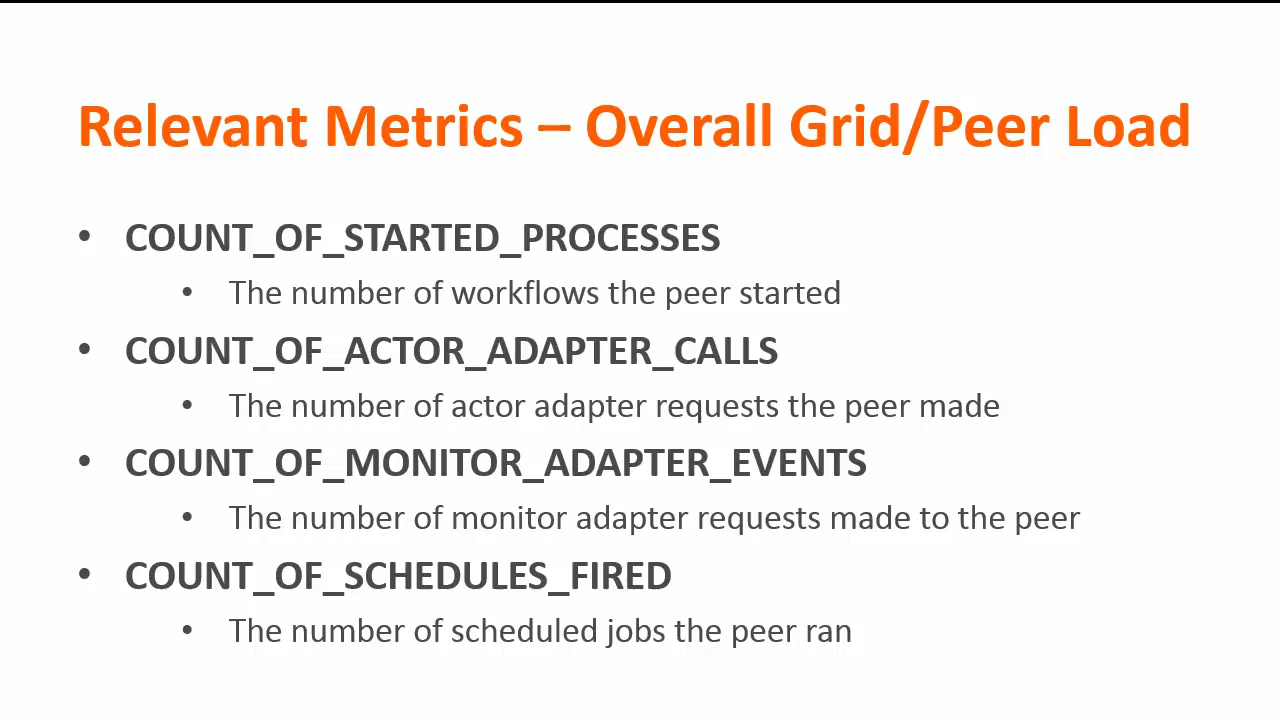 Relevant Metrics – Overall Grid/Peer Load
• COUNT_OF_STARTED_PROCESSES
• The number of workflows the peer started
• COUNT_OF_ACTOR_ADAPTER_CALLS
• The number of actor adapter requests the peer made
• COUNT_OF_MONITOR_ADAPTER_EVENTS
• The number of monitor adapter requests made to the peer
• COUNT_OF_SCHEDULES_FIRED
• The number of scheduled jobs the peer ran